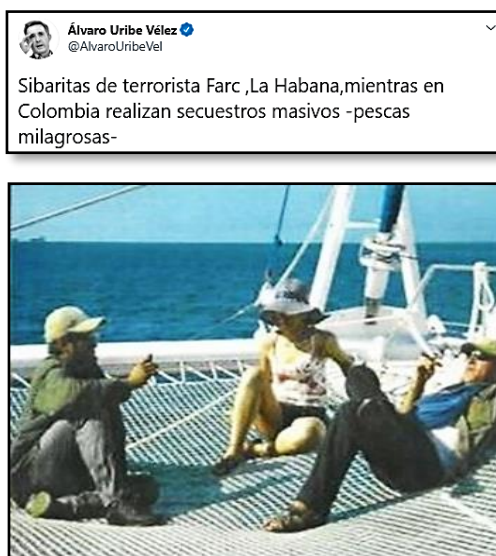 Álvaro Uribe Vélez
@AlvaroUribeVel
Sibaritas de terrorista Farc ,La Habana,mientras en
Colombia realizan secuestros masivos -pescas
milagrosas-